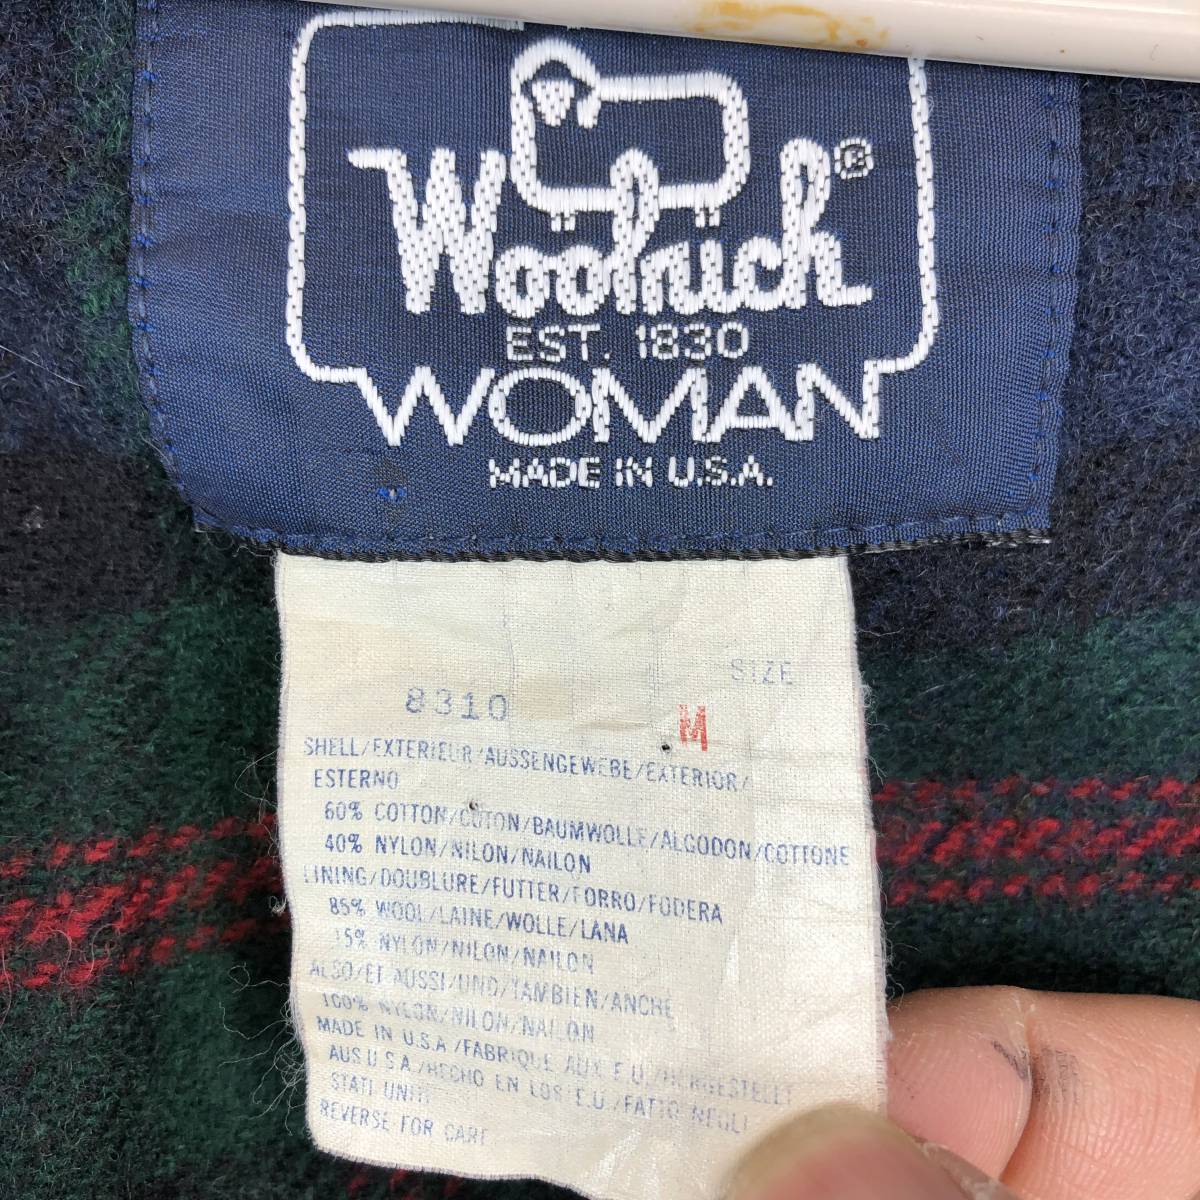 Woolrich®
EST. 1830
WOMAN
MADE IN U.S.A.
SIZE
8310
M
SHELL/EXTERIEUR/AUSSENGEWEBE/EXTERIOR/
ESTERNO
60% COTTON/COTON/BAUMWOLLE/ALGODON/COTTONE
40% NYLON/NILON/NAILON
LINING/DOUBLURE/FUTTER/FORRO/FODERA
85% WOOL/LAINE/WOLLE/LANA
15% NYLON/NILON/NAILON
ALSO/ET AUSSI/UND/TAMBIEN/ANCHE
100% NYLON/NILON/NAILON
MADE IN U.S.A./FABRIQUE AUX E.U./HERGESTELLT
AUS U.S.A./HECHO EN LOS E.U./FATTO NEGLI
STATI UNITI
REVERSE FOR CARE